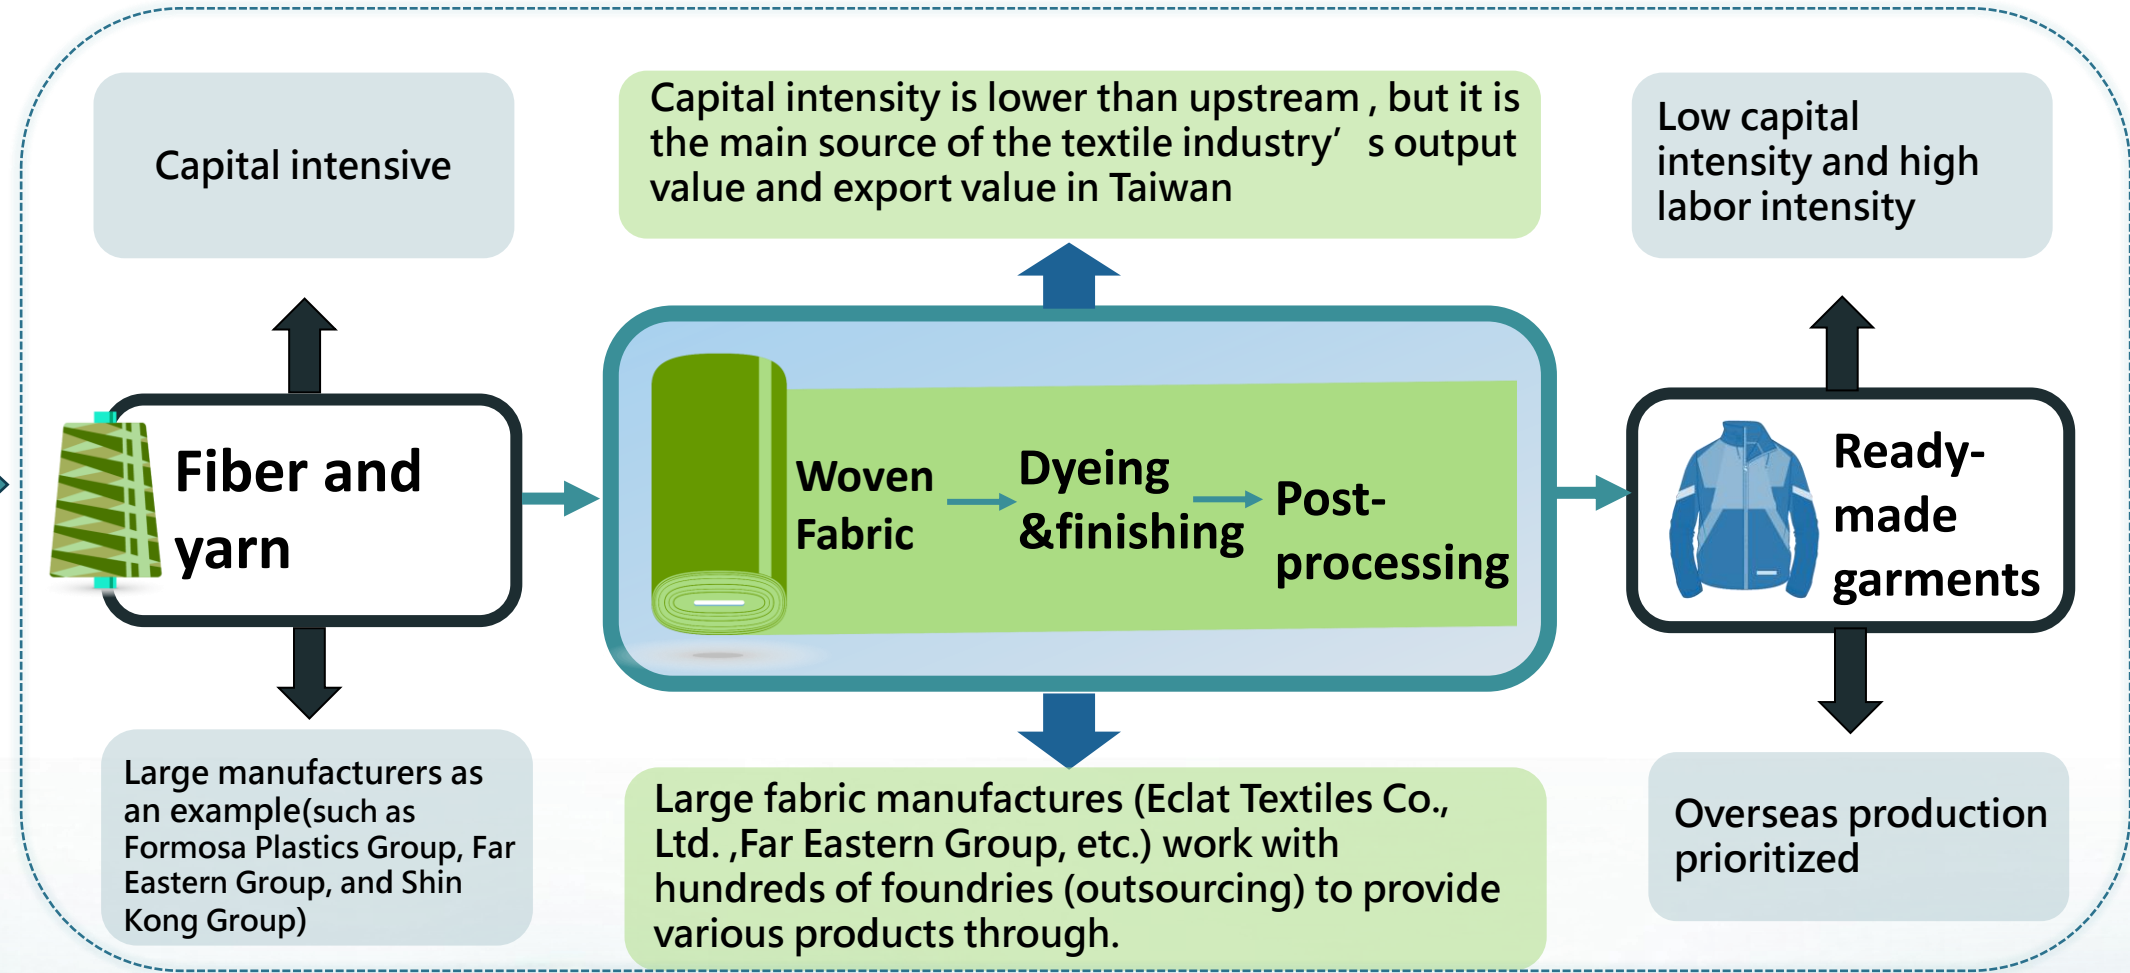 Capital intensive
Capital intensity is lower than upstream , but it is
the main source of the textile industry’ s output
value and export value in Taiwan
Low capital
intensity and high
labor intensity
Fiber and
yarn
Woven
Fabric
Dyeing
&finishing
Post-
processing
Ready-
made
garments
Large manufacturers as
an example(such as
Formosa Plastics Group, Far
Eastern Group, and Shin
Kong Group)
Large fabric manufactures (Eclat Textiles Co.,
Ltd. ,Far Eastern Group, etc.) work with
hundreds of foundries (outsourcing) to provide
various products through.
Overseas production
prioritized